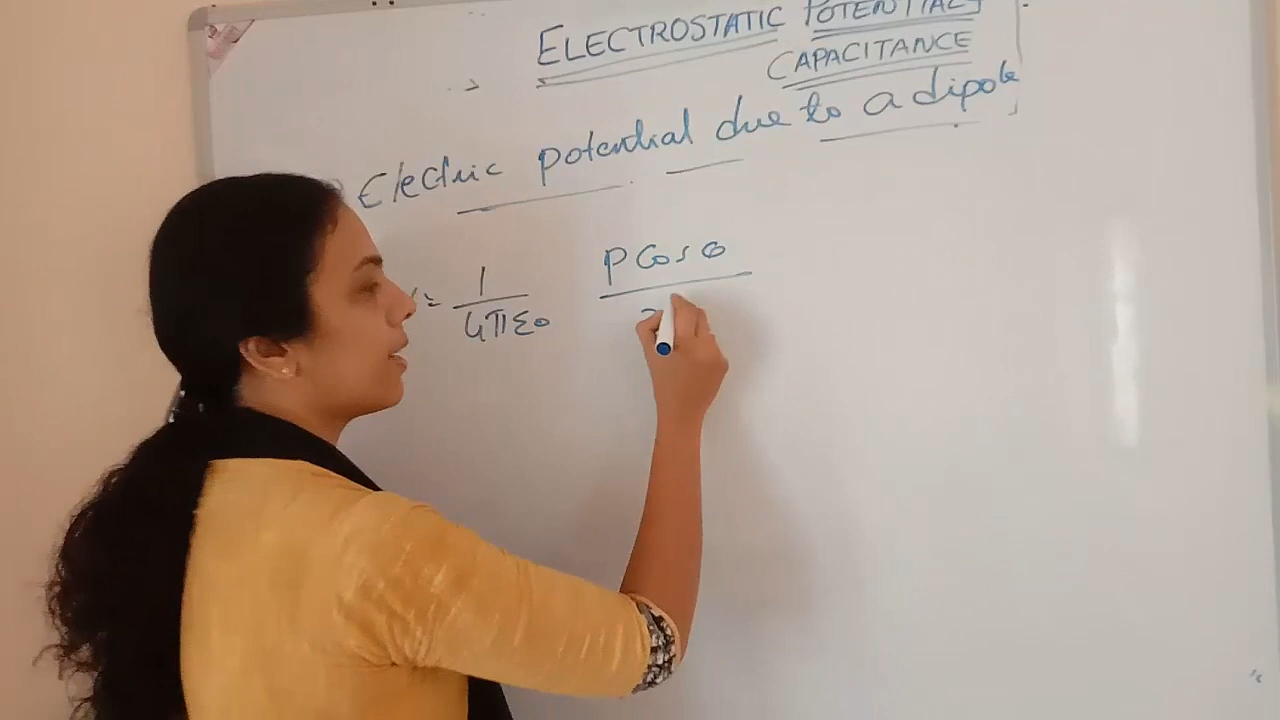 ELECTROSTATIC POTENTIAL &
CAPACITANCE
Electric potential due to a dipole
= 1 P Cos θ
4πε0